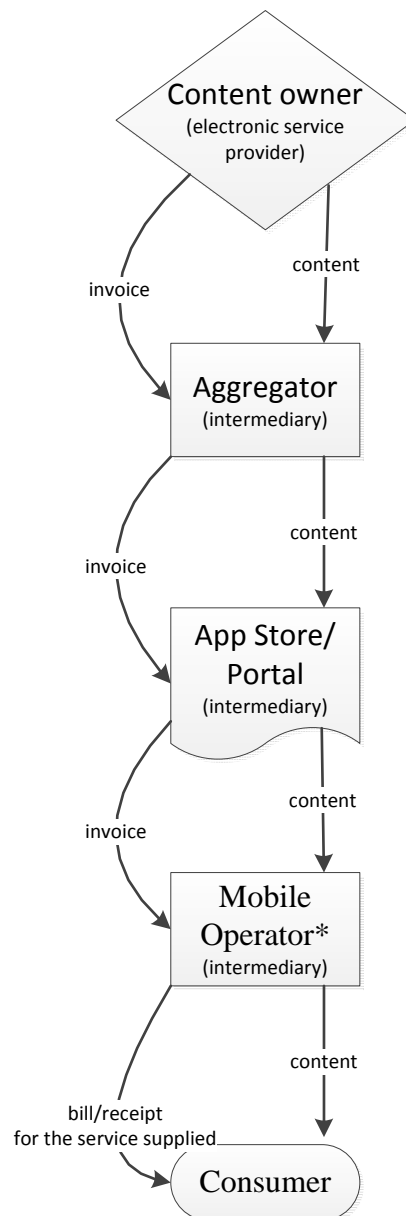 Content owner
(electronic service
provider)
content
invoice
Aggregator
(intermediary)
content
invoice
App Store/
Portal
(intermediary)
content
invoice
Mobile
Operator*
(intermediary)
content
bill/receipt
for the service supplied
Consumer